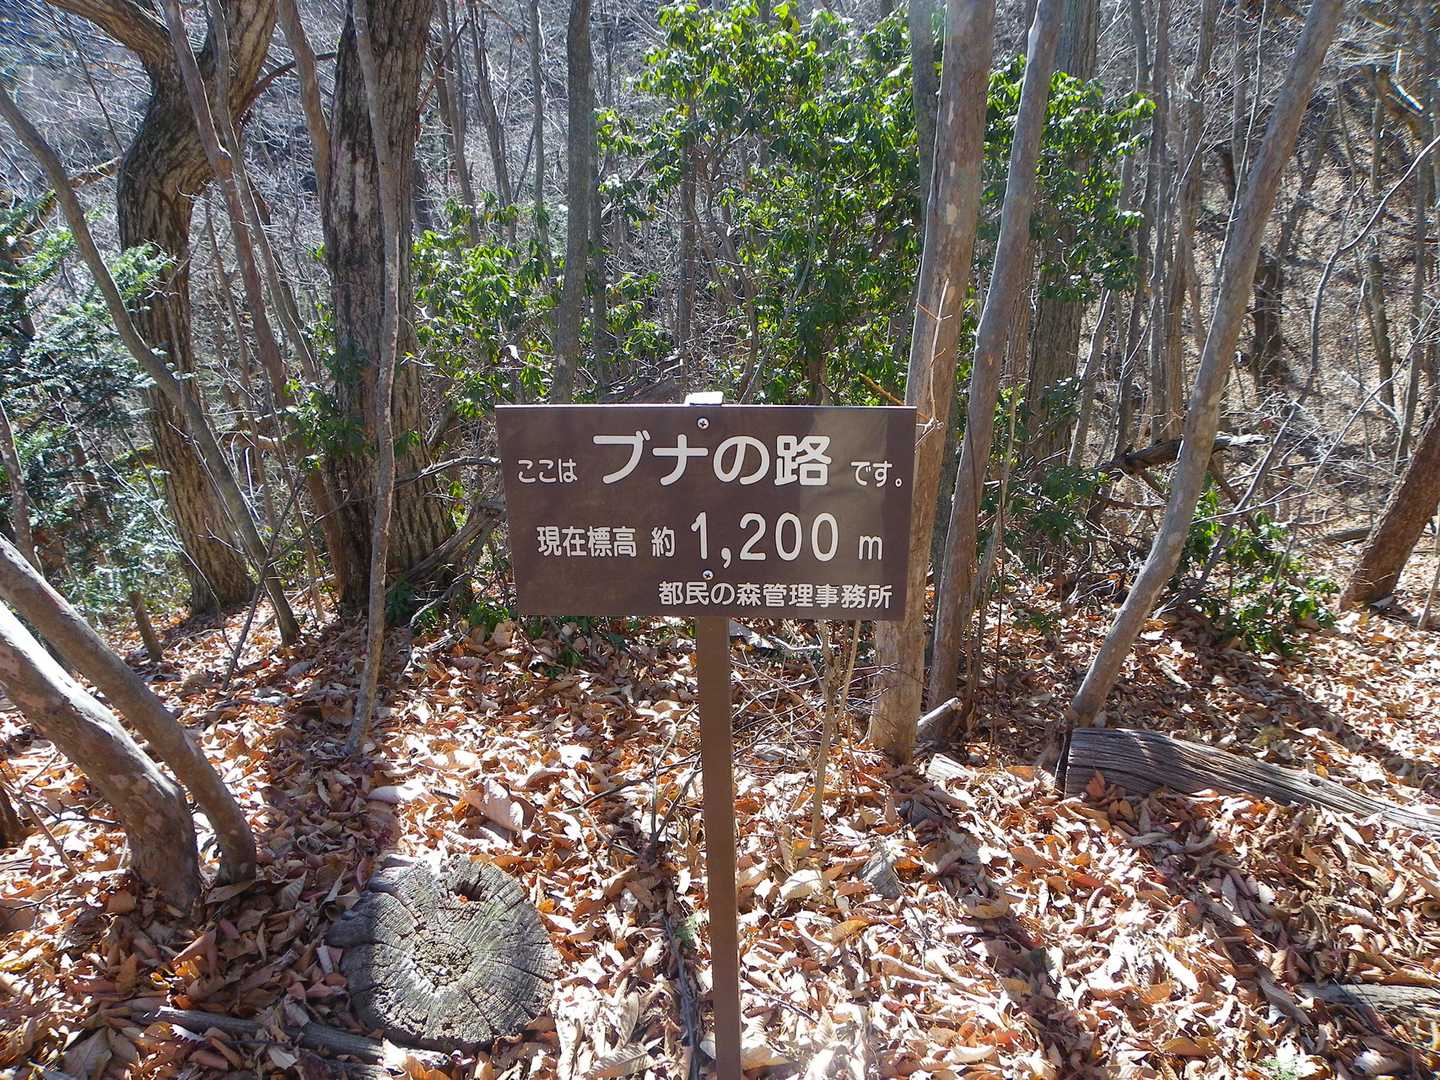 ここは ブナの路 です。
現在標高 約 1,200 m
都民の森管理事務所